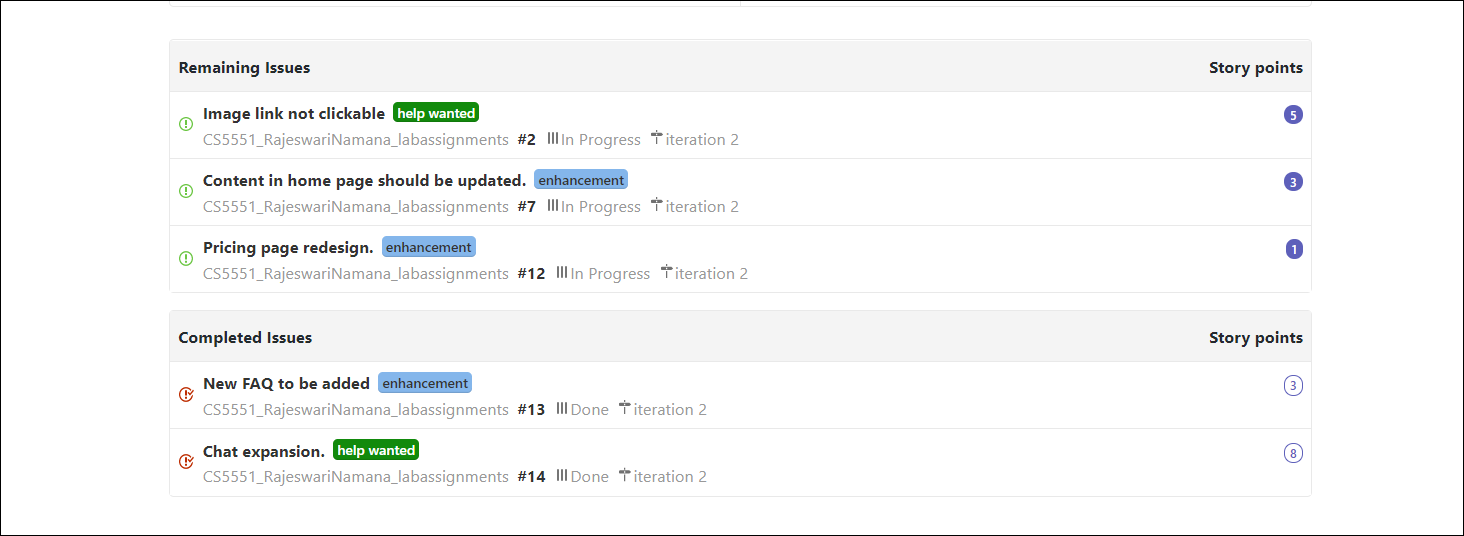 Remaining Issues Story points
Image link not clickable help wanted 5
CS5551_RajeswariNamana_labassignments #2 In Progress iteration 2
Content in home page should be updated. enhancement 3
CS5551_RajeswariNamana_labassignments #7 In Progress iteration 2
Pricing page redesign. enhancement 1
CS5551_RajeswariNamana_labassignments #12 In Progress iteration 2
Completed Issues Story points
New FAQ to be added enhancement 3
CS5551_RajeswariNamana_labassignments #13 Done iteration 2
Chat expansion. help wanted 8
CS5551_RajeswariNamana_labassignments #14 Done iteration 2